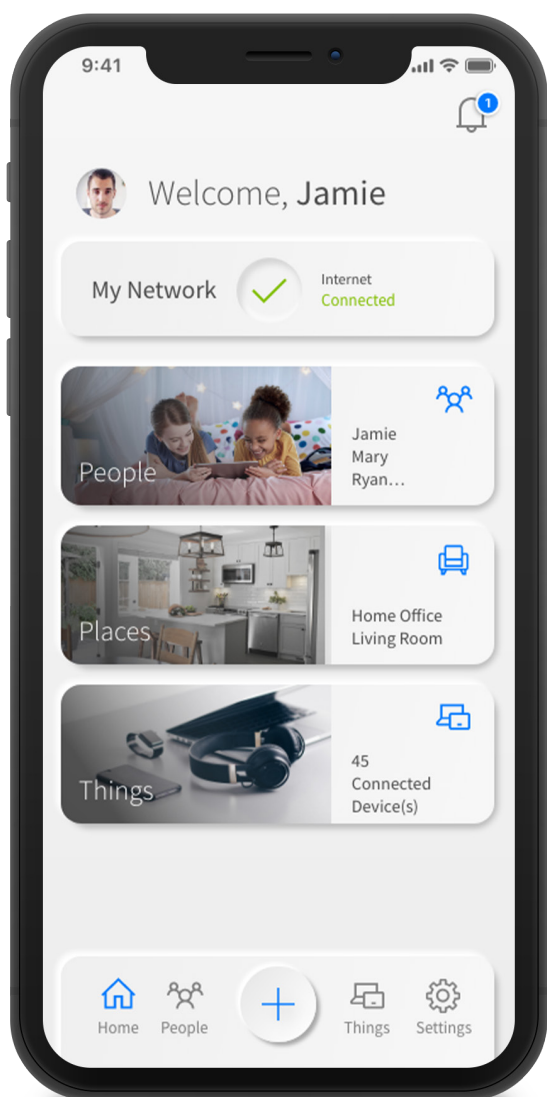 9:41
1
Welcome, Jamie
My Network
Internet
Connected
People
Jamie
Mary
Ryan...
Places
Home Office
Living Room
Things
45
Connected
Device(s)
Home
People
Things
Settings